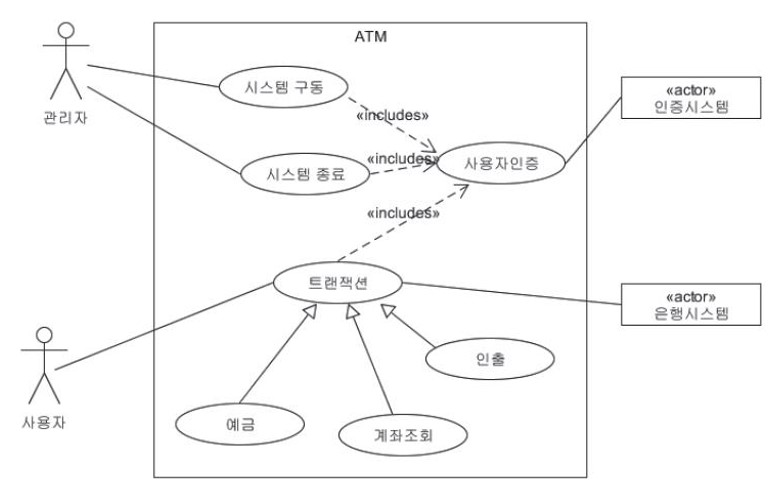 ATM
시스템 구동
관리자
«includes»
«actor»
인증시스템
시스템 종료
«includes»
사용자인증
«includes»
트랜잭션
«actor»
은행시스템
인출
사용자
예금
계좌조회